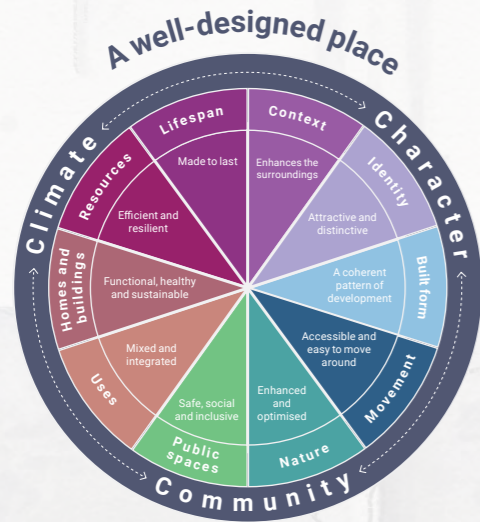 A well-designed place
Climate
Character
Community
Context
Enhances the
surroundings
Identity
Attractive and
distinctive
Built form
A coherent
pattern of
development
Movement
Accessible and
easy to move
around
Nature
Enhanced
and
optimised
Public
spaces
Safe, social
and inclusive
Uses
Mixed and
integrated
Homes and
buildings
Functional, healthy
and sustainable
Resources
Efficient and
resilient
Lifespan
Made to last